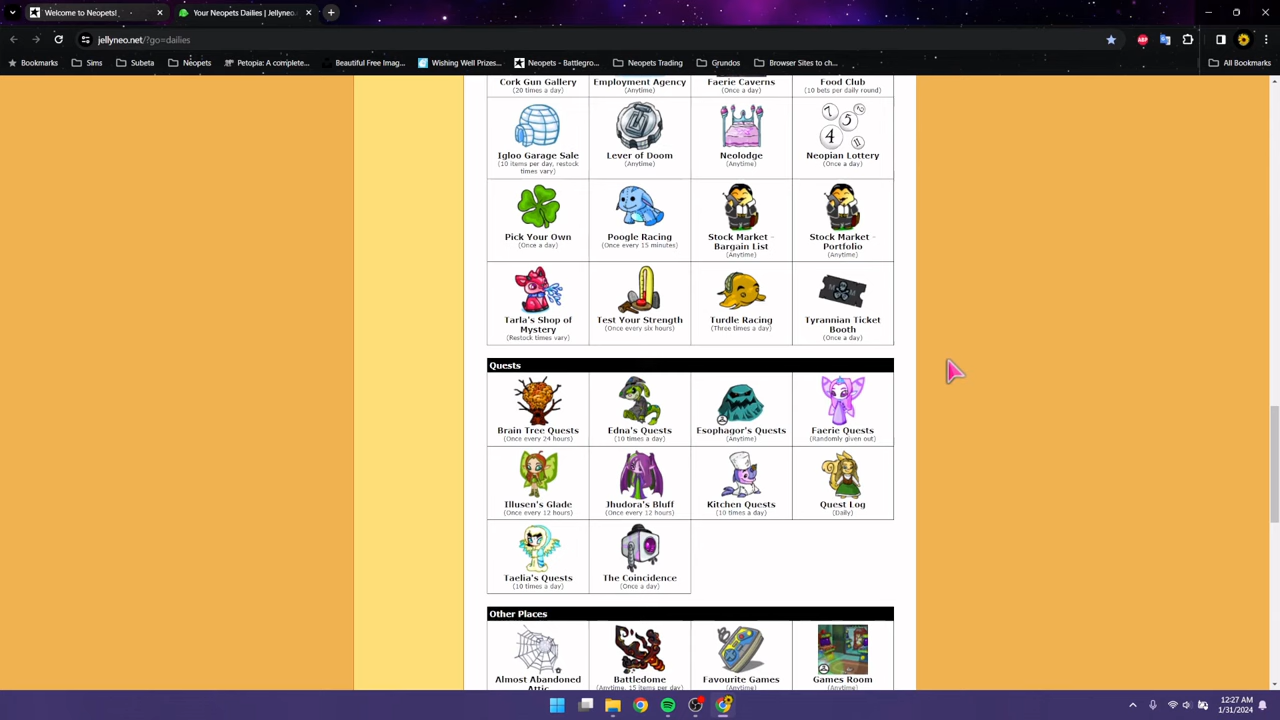 Welcome to Neopets!
Your Neopets Dailies | Jellyneo.
jellyneo.net/?go=dailies
Bookmarks Sims Subeta Neopets Petopia: A complete... Beautiful Free Imag... Wishing Well Prizes... Neopets - Battlegro... Neopets Trading Grundos Browser Sites to ch... All Bookmarks
Cork Gun Gallery Employment Agency Faerie Caverns Food Club
(20 times a day) (Anytime) (Once a day) (10 bets per daily round)
Igloo Garage Sale Lever of Doom Neolodge Neopian Lottery
(10 items per day, restock (Anytime) (Anytime) (Once a day)
times vary)
Pick Your Own Poogle Racing Stock Market - Stock Market -
(Once a day) (Once every 15 minutes) Bargain List Portfolio
(Anytime) (Anytime)
Tarla's Shop of Test Your Strength Turdle Racing Tyrannian Ticket
Mystery (Once every six hours) (Three times a day) Booth
(Restock times vary) (Once a day)
Quests
Brain Tree Quests Edna's Quests Esophagor's Quests Faerie Quests
(Once every 24 hours) (10 times a day) (Anytime) (Randomly given out)
Illusen's Glade Jhudora's Bluff Kitchen Quests Quest Log
(Once every 12 hours) (Once every 12 hours) (10 times a day) (Daily)
Taelia's Quests The Coincidence
(10 times a day) (Once a day)
Other Places
Almost Abandoned Battledome Favourite Games Games Room
Attic (Anytime, 15 items per day) (Anytime) (Anytime)
12:27 AM
1/31/2024